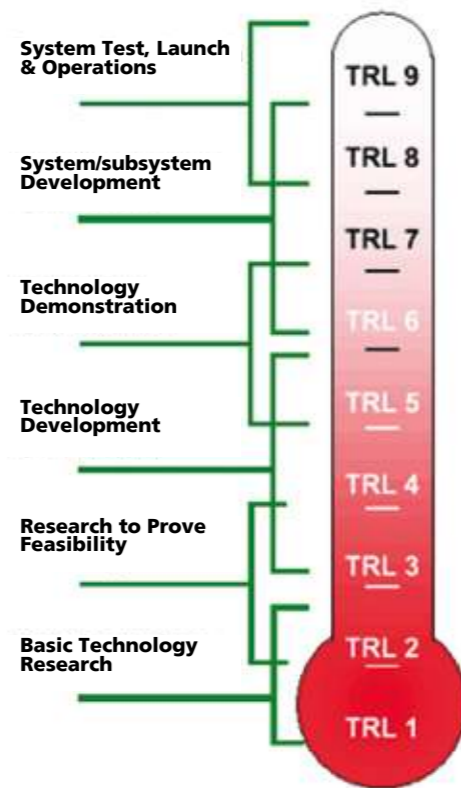 System Test, Launch
& Operations
System/subsystem
Development
Technology
Demonstration
Technology
Development
Research to Prove
Feasibility
Basic Technology
Research
TRL 9
TRL 8
TRL 7
TRL 6
TRL 5
TRL 4
TRL 3
TRL 2
TRL 1